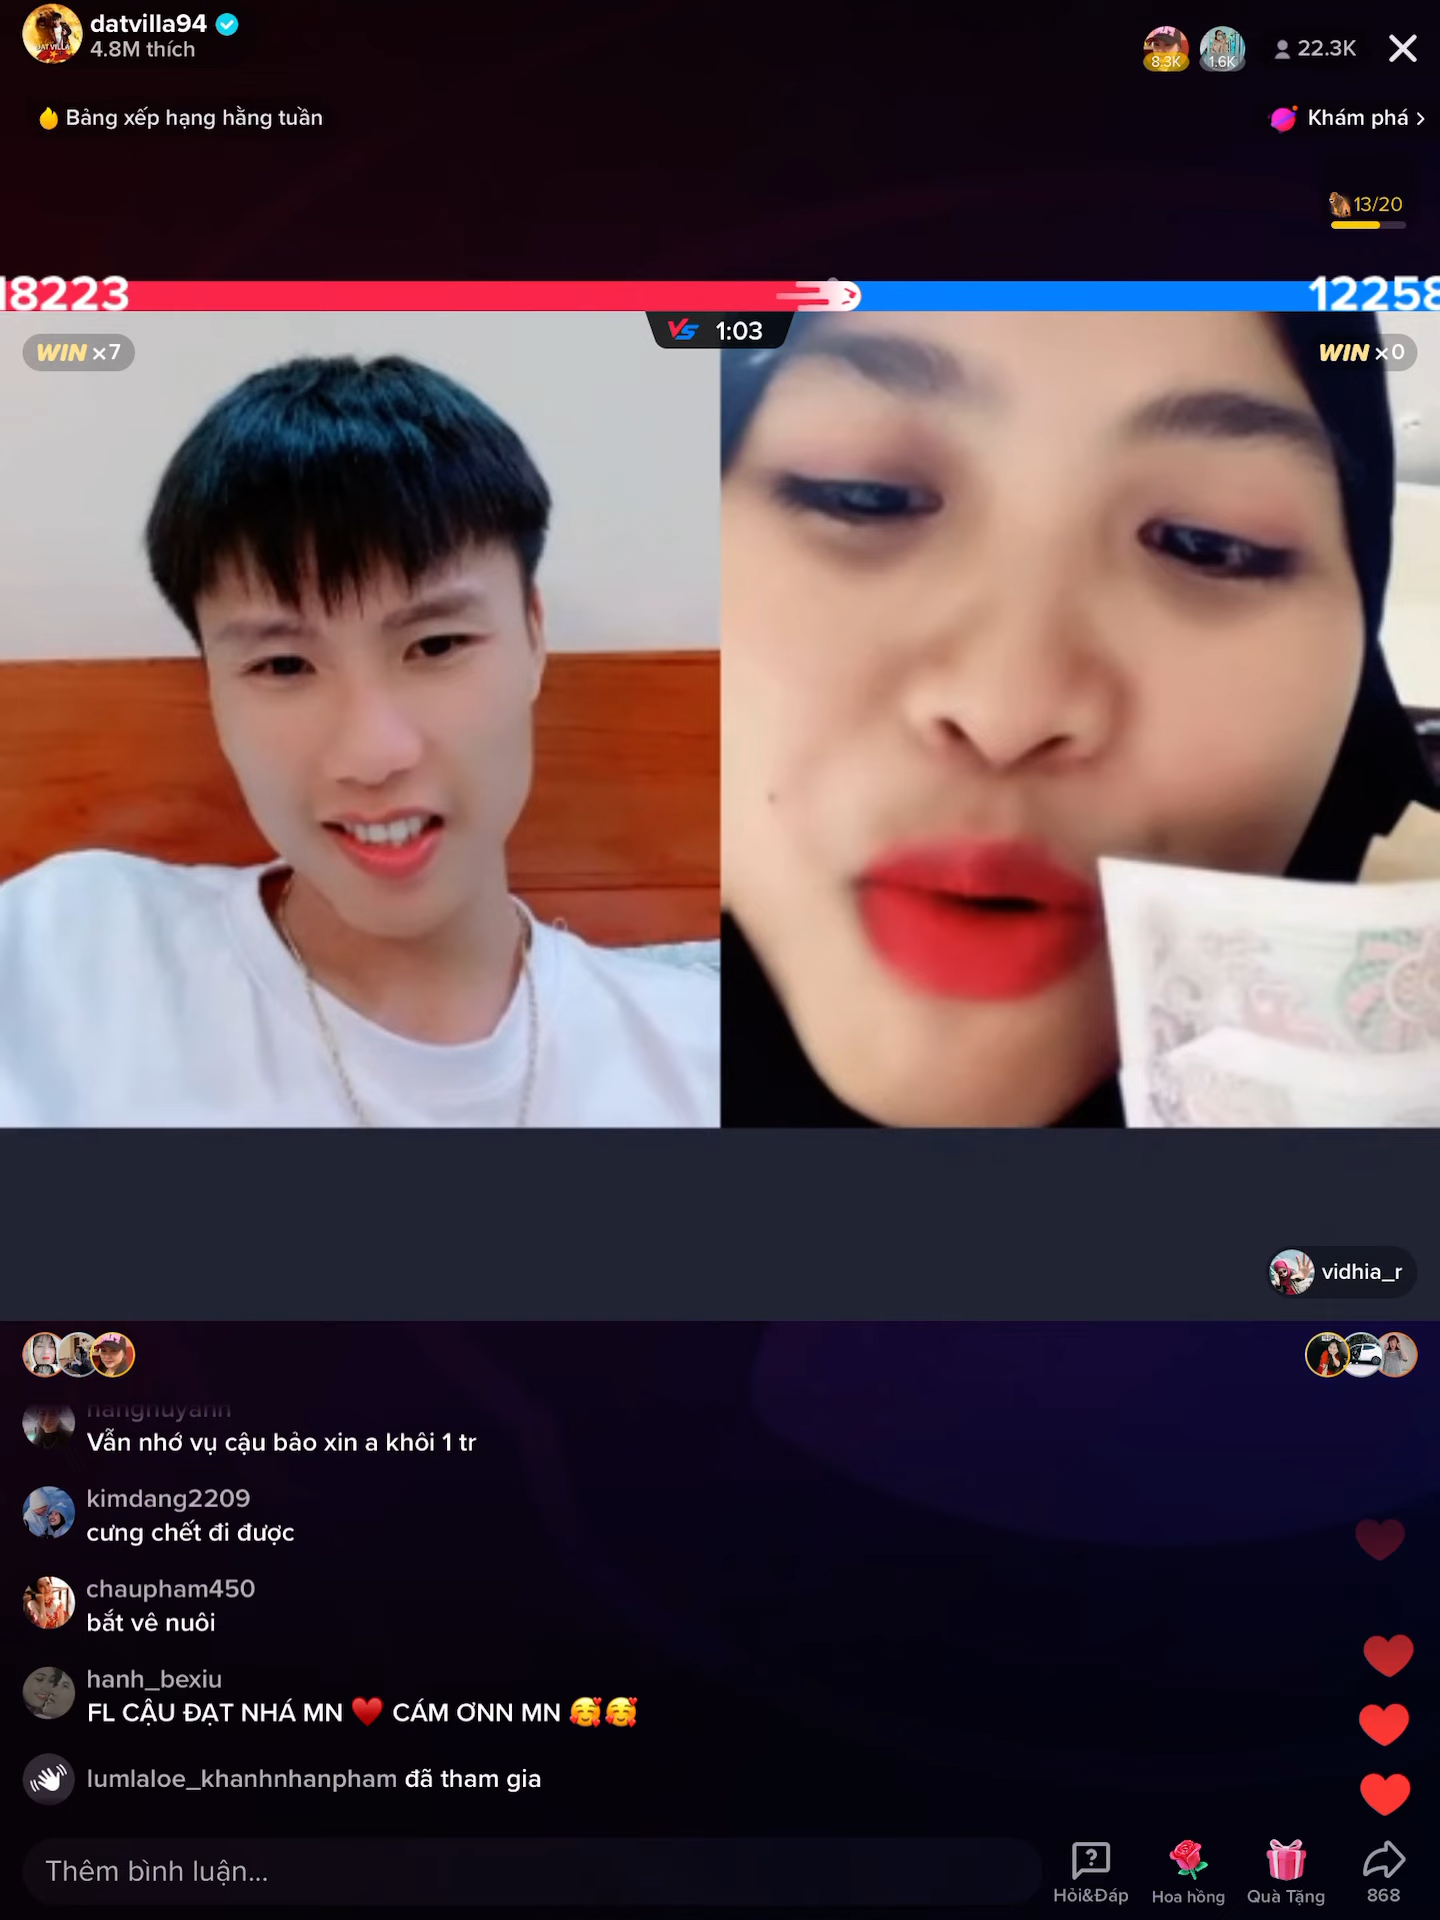 datvilla94
4.8M thích
8.3K
1.6K
22.3K
Bảng xếp hạng hằng tuần
Khám phá
13/20
18223
12258
WIN x7
VS 1:03
WIN x0
vidhia_r
hanghuyanh
Vẫn nhớ vụ cậu bảo xin a khôi 1 tr
kimdang2209
cưng chết đi được
chaupham450
bắt vê nuôi
hanh_bexiu
FL CẬU ĐẠT NHÁ MN ❤️ CÁM ƠNN MN 🥰🥰
lumlaloe_khanhnhanpham đã tham gia
Thêm bình luận...
Hỏi&Đáp
Hoa hồng
Quà Tặng
868